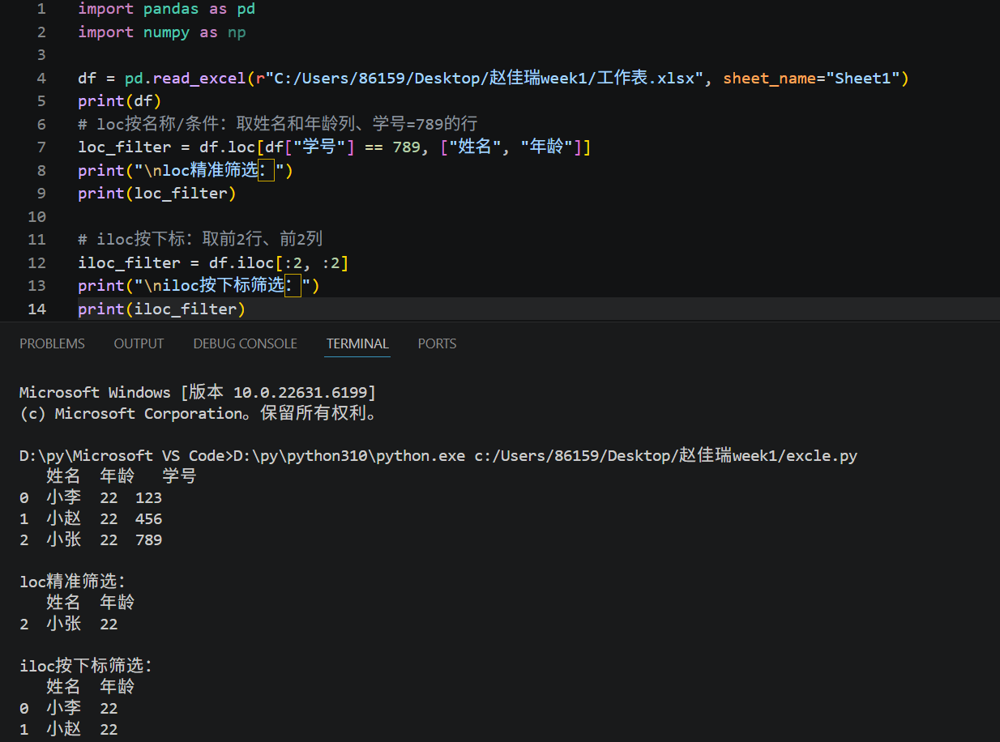 1 import pandas as pd
2 import numpy as np
3
4 df = pd.read_excel(r"C:/Users/86159/Desktop/赵佳瑞week1/工作表.xlsx", sheet_name="Sheet1")
5 print(df)
6 # loc按名称/条件：取姓名和年龄列、学号=789的行
7 loc_filter = df.loc[df["学号"] == 789, ["姓名", "年龄"]]
8 print("\nloc精准筛选：")
9 print(loc_filter)
10
11 # iloc按下标：取前2行、前2列
12 iloc_filter = df.iloc[:2, :2]
13 print("\niloc按下标筛选：")
14 print(iloc_filter)
PROBLEMS OUTPUT DEBUG CONSOLE TERMINAL PORTS
Microsoft Windows [版本 10.0.22631.6199]
(c) Microsoft Corporation。保留所有权利。
D:\py\Microsoft VS Code>D:\py\python310\python.exe c:/Users/86159/Desktop/赵佳瑞week1/excle.py
姓名 年龄 学号
0 小李 22 123
1 小赵 22 456
2 小张 22 789
loc精准筛选：
姓名 年龄
2 小张 22
iloc按下标筛选：
姓名 年龄
0 小李 22
1 小赵 22